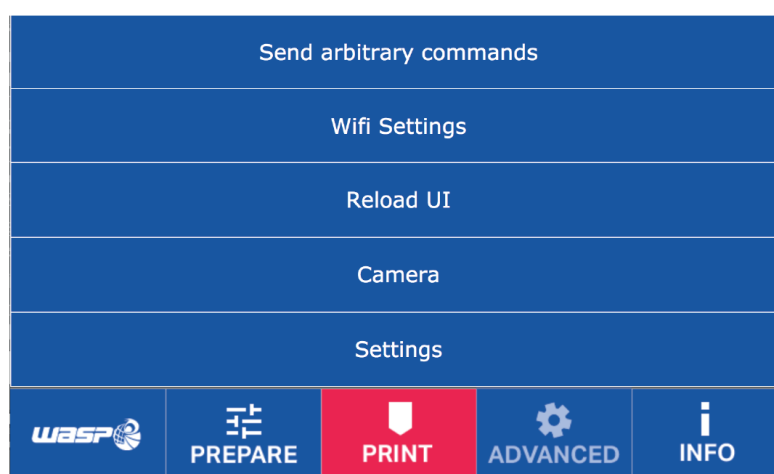 Send arbitrary commands
Wifi Settings
Reload UI
Camera
Settings
WASP
PREPARE
PRINT
ADVANCED
INFO